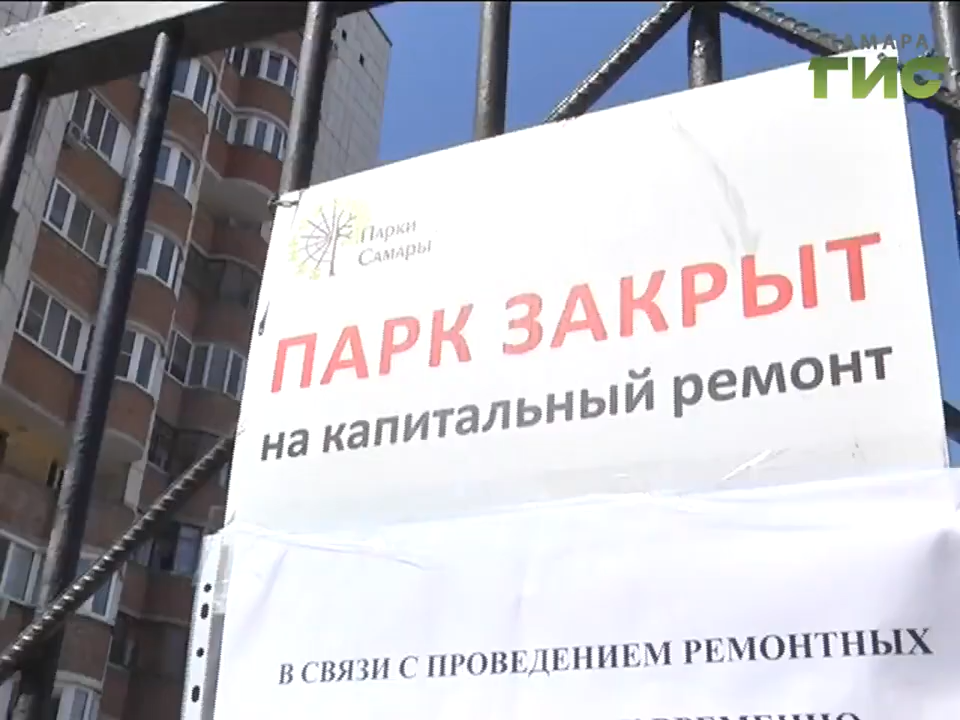 САМАРА
ГИС
Парки
Самары
ПАРК ЗАКРЫТ
на капитальный ремонт
В СВЯЗИ С ПРОВЕДЕНИЕМ РЕМОНТНЫХ